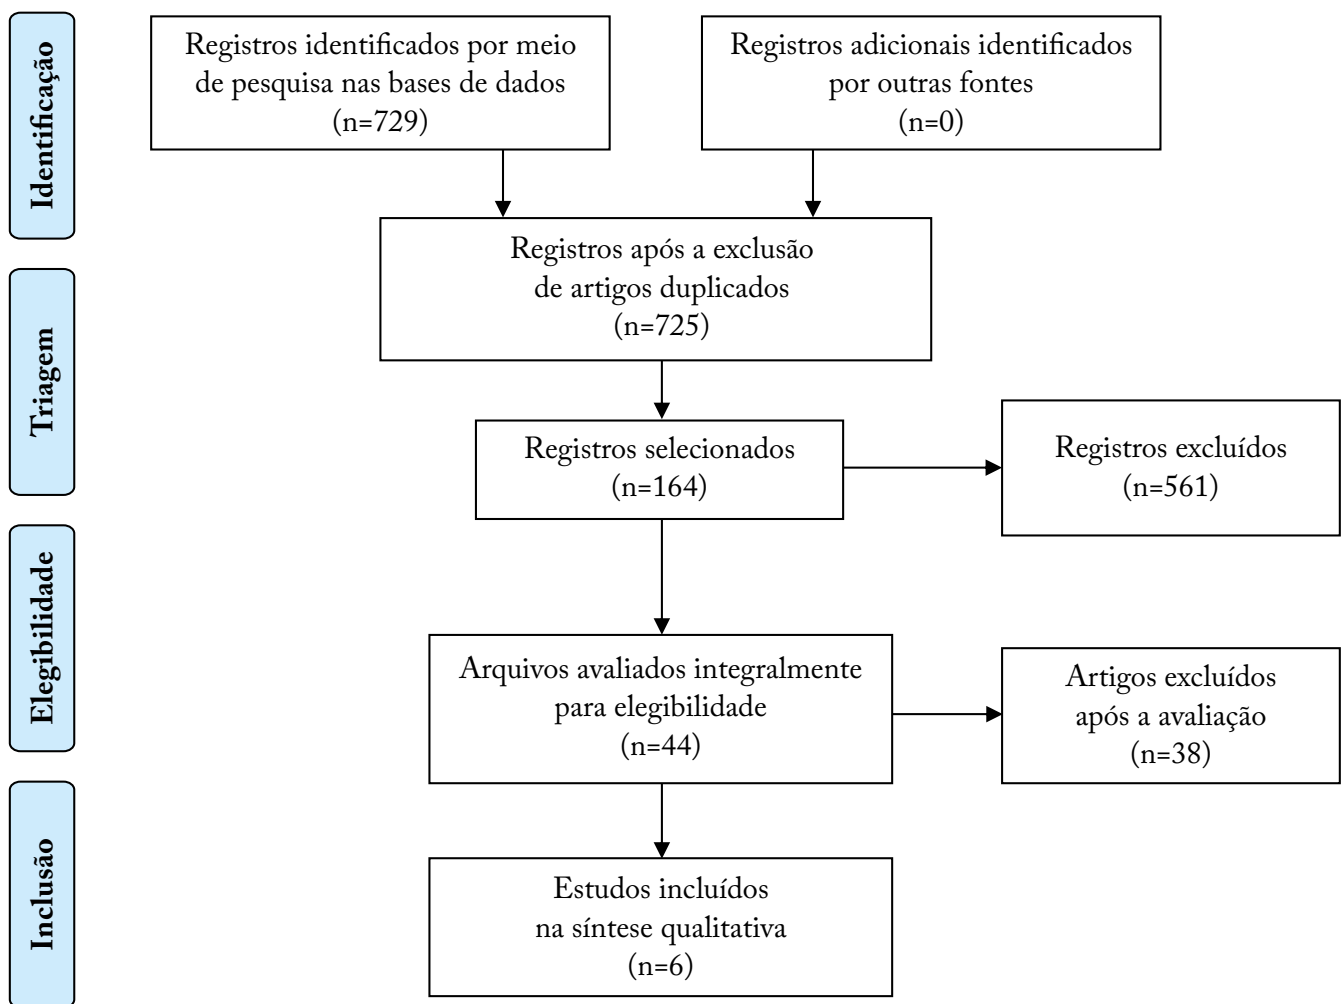 Identificação
Registros identificados por meio
de pesquisa nas bases de dados
(n=729)
Registros adicionais identificados
por outras fontes
(n=0)
Registros após a exclusão
de artigos duplicados
(n=725)
Triagem
Registros selecionados
(n=164)
Registros excluídos
(n=561)
Elegibilidade
Arquivos avaliados integralmente
para elegibilidade
(n=44)
Artigos excluídos
após a avaliação
(n=38)
Inclusão
Estudos incluídos
na síntese qualitativa
(n=6)